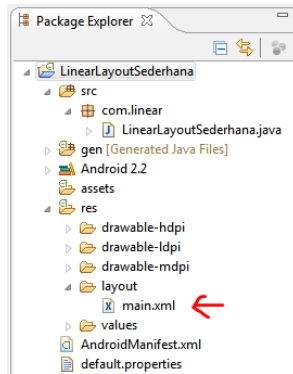 Package Explorer
LinearLayoutSederhana
src
com.linear
LinearLayoutSederhana.java
gen [Generated Java Files]
Android 2.2
assets
res
drawable-hdpi
drawable-ldpi
drawable-mdpi
layout
main.xml
values
AndroidManifest.xml
default.properties